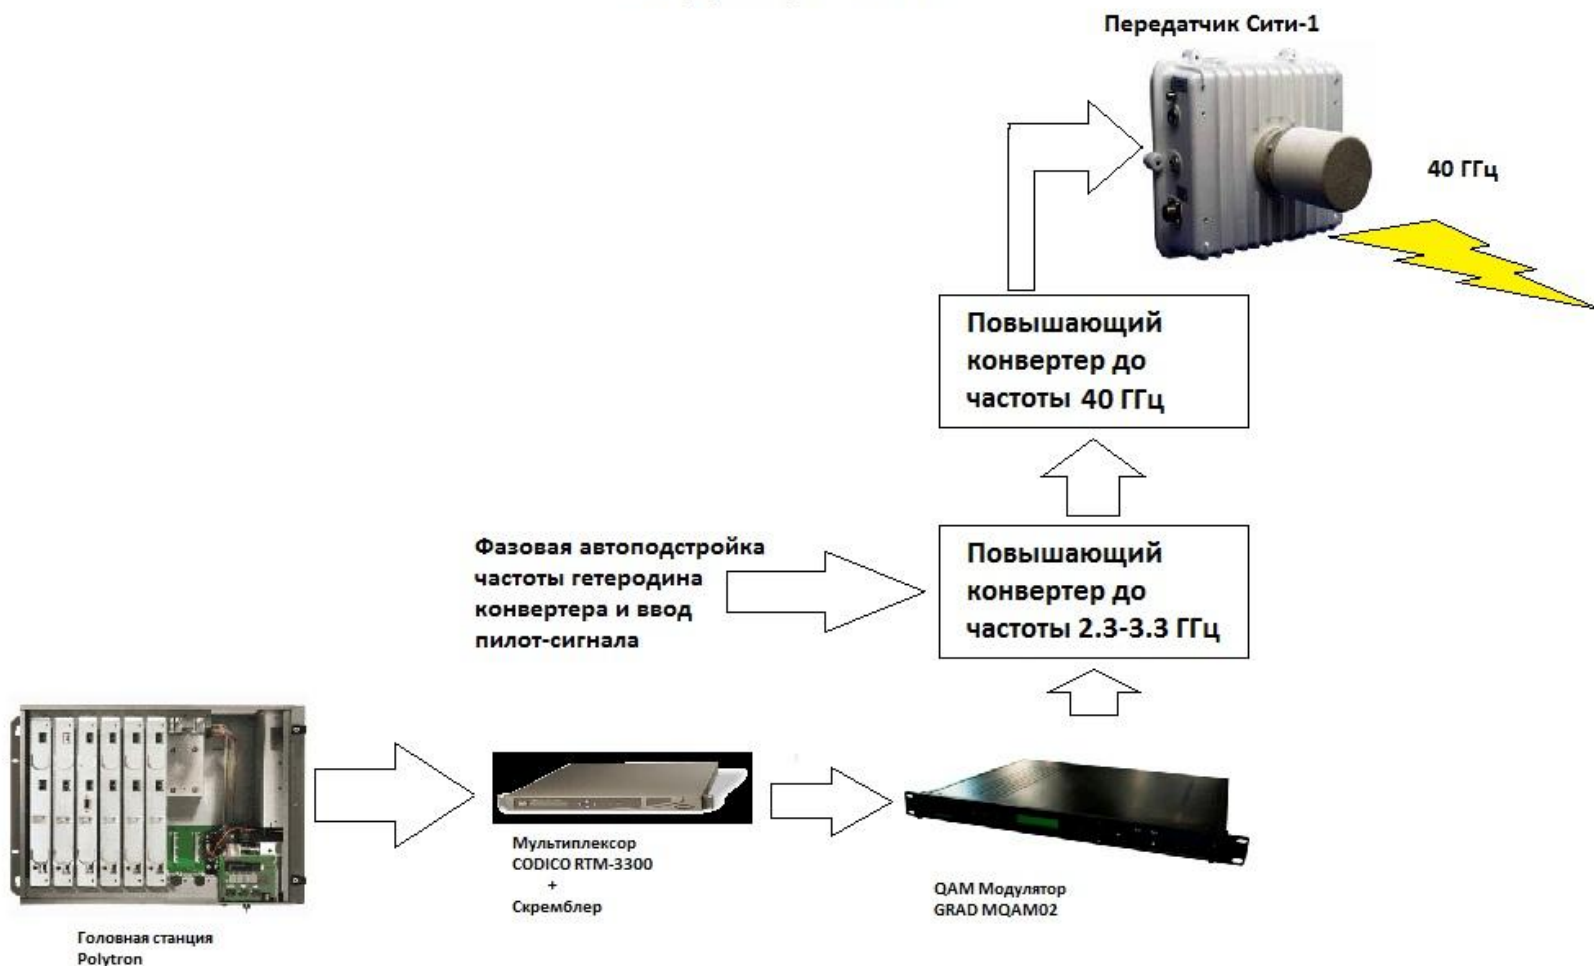 Передатчик Сити-1
40 ГГц
Повышающий
конвертер до
частоты 40 ГГц
Фазовая автоподстройка
частоты гетеродина
конвертера и ввод
пилот-сигнала
Повышающий
конвертер до
частоты 2.3-3.3 ГГц
Мультиплексор
CODICO RTM-3300
+
Скремблер
QAM Модулятор
GRAD MQAM02
Головная станция
Polytron